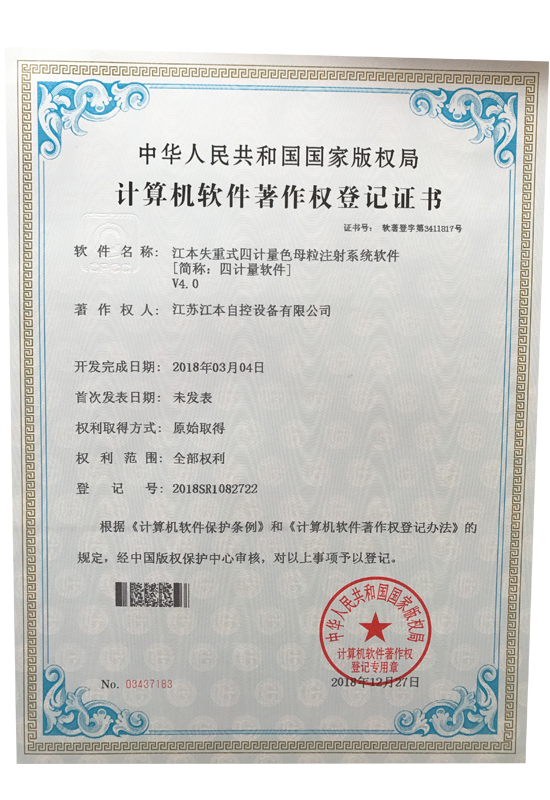 中华人民共和国国家版权局
计算机软件著作权登记证书
证书号： 软著登字第3411817号
软件名称： 江本失重式四计量色母粒注射系统软件
[简称：四计量软件]
V4.0
著作权人： 江苏江本自控设备有限公司
开发完成日期： 2018年03月04日
首次发表日期： 未发表
权利取得方式： 原始取得
权利范围： 全部权利
登记号： 2018SR1082722
根据《计算机软件保护条例》和《计算机软件著作权登记办法》的
规定，经中国版权保护中心审核，对以上事项予以登记。
中华人民共和国国家版权局
计算机软件著作权
登记专用章
No. 03437183
2018年12月27日